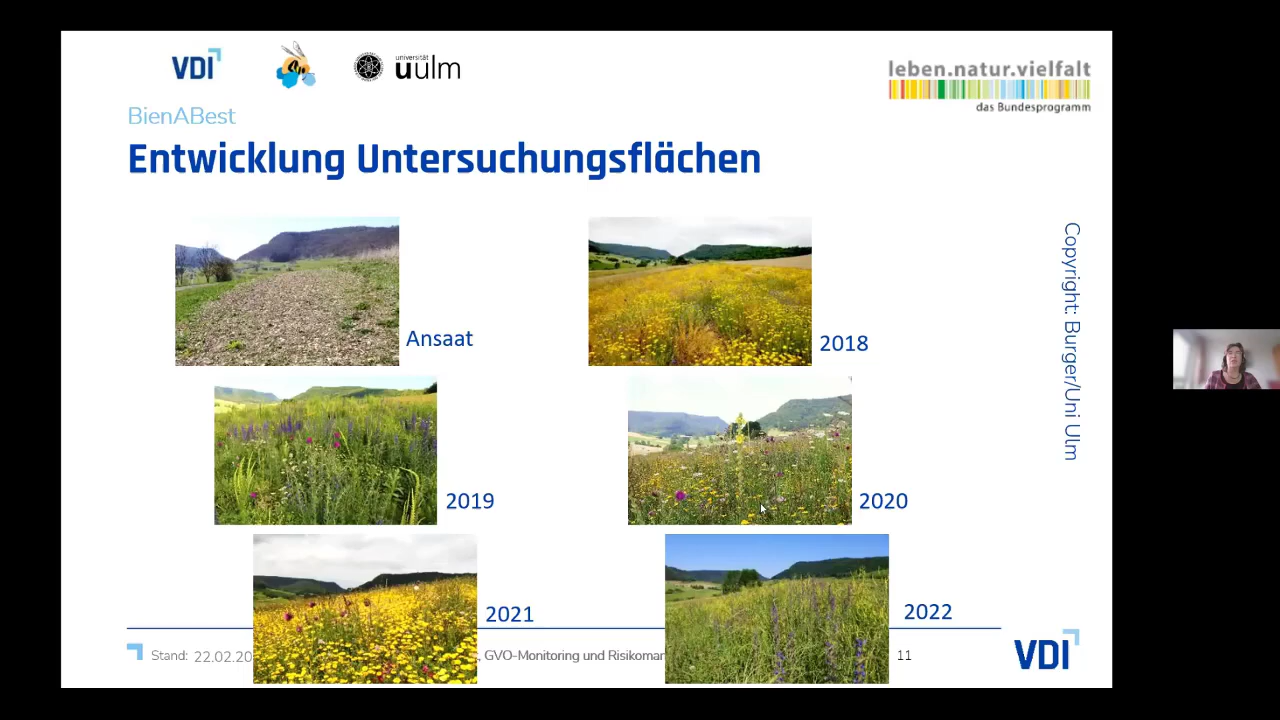 VDI
universität
uulm
leben.natur.vielfalt
das Bundesprogramm
BienABest
Entwicklung Untersuchungsflächen
Ansaat
2018
2019
2020
2021
2022
Copyright: Burger/Uni Ulm
Stand: 22.02.20
, GVO-Monitoring und Risikoman
11
VDI